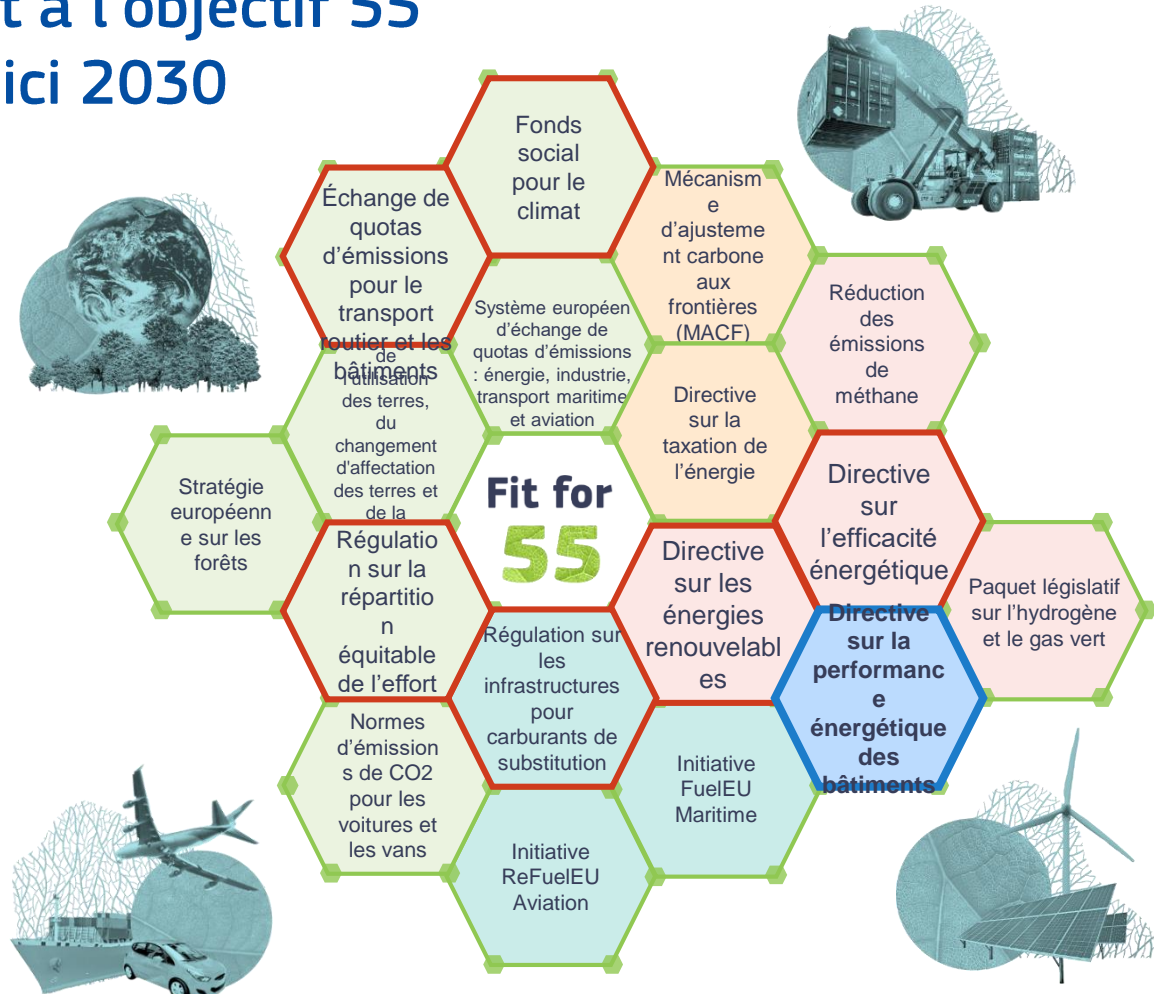 t à l'objectif 55
ici 2030
Fonds
social
pour le
climat
Échange de
quotas
d'émissions
pour le
transport
routier et les
bâtiments
Mécanism
e
d'ajusteme
nt carbone
aux
frontières
(MACF)
Système européen
d'échange de
quotas d'émissions
: énergie, industrie,
transport maritime
et aviation
Réduction
des
émissions
de
méthane
de
l'utilisation
des terres,
du
changement
d'affectation
des terres et
de la
Directive
sur la
taxation de
l'énergie
Stratégie
européenn
e sur les
forêts
Fit for
55
Directive
sur
l'efficacité
énergétique
Régulatio
n sur la
répartitio
n
équitable
de l'effort
Directive
sur les
énergies
renouvelabl
es
Paquet législatif
sur l'hydrogène
et le gas vert
Régulation sur
les
infrastructures
pour
carburants de
substitution
Directive
sur la
performanc
e
énergétique
des
bâtiments
Normes
d'émission
s de CO2
pour les
voitures et
les vans
Initiative
FuelEU
Maritime
Initiative
ReFuelEU
Aviation